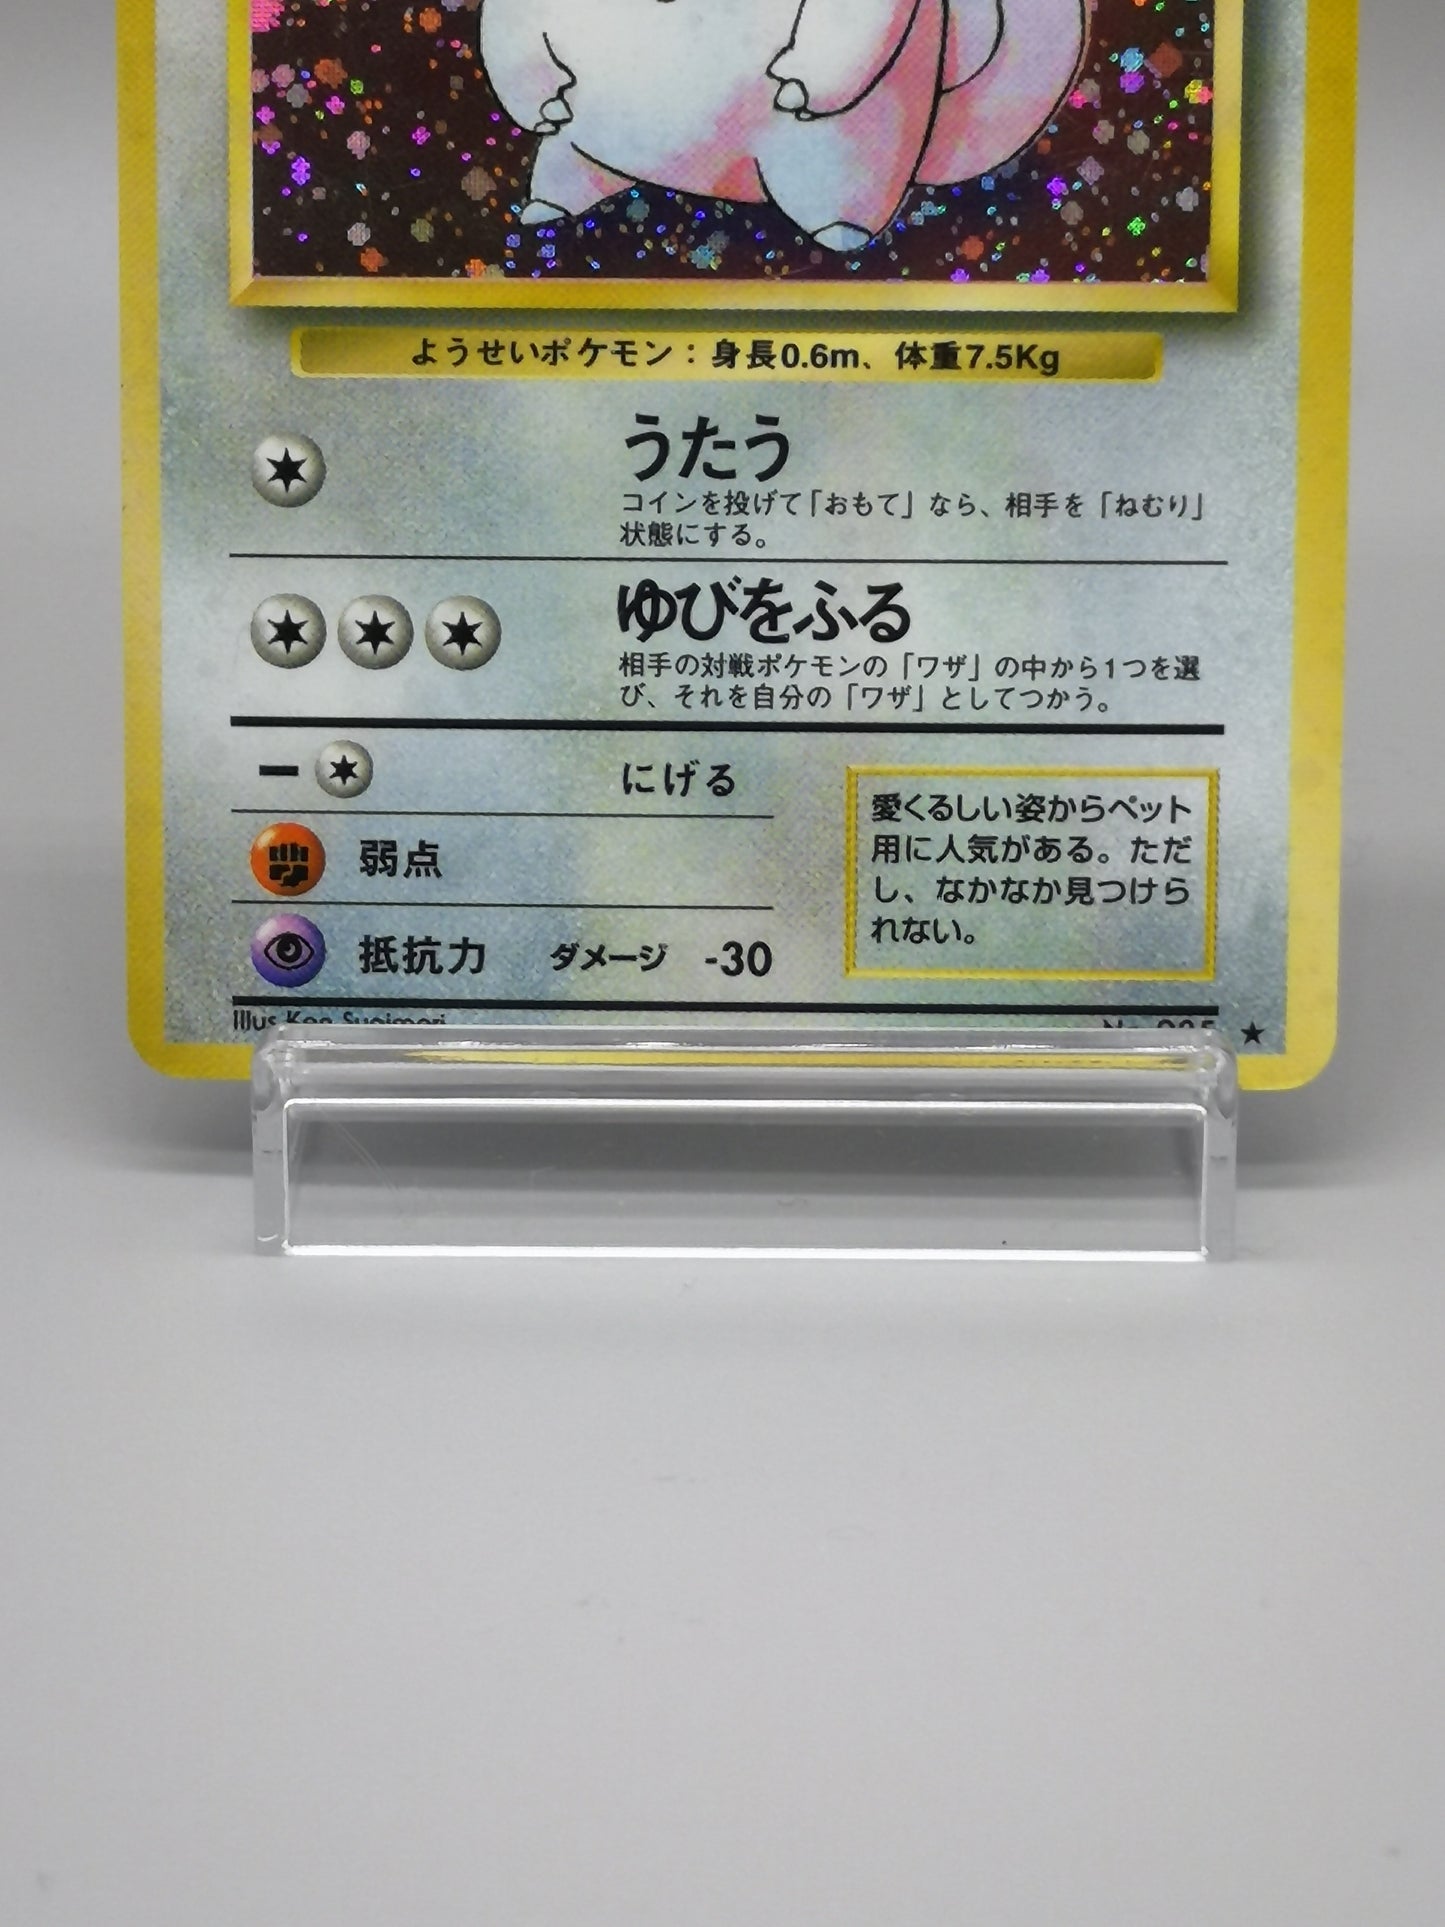 ようせいポケモン：身長0.6m、体重7.5Kg
うたう
コインを投げて「おもて」なら、相手を「ねむり」
状態にする。
ゆびをふる
相手の対戦ポケモンの「ワザ」の中から1つを選
び、それを自分の「ワザ」としてつかう。
− にげる
弱点
抵抗力 ダメージ -30
愛くるしい姿からペット
用に人気がある。ただ
し、なかなか見つけら
れない。
Illus. Ken Sugimori
No. 035 ★